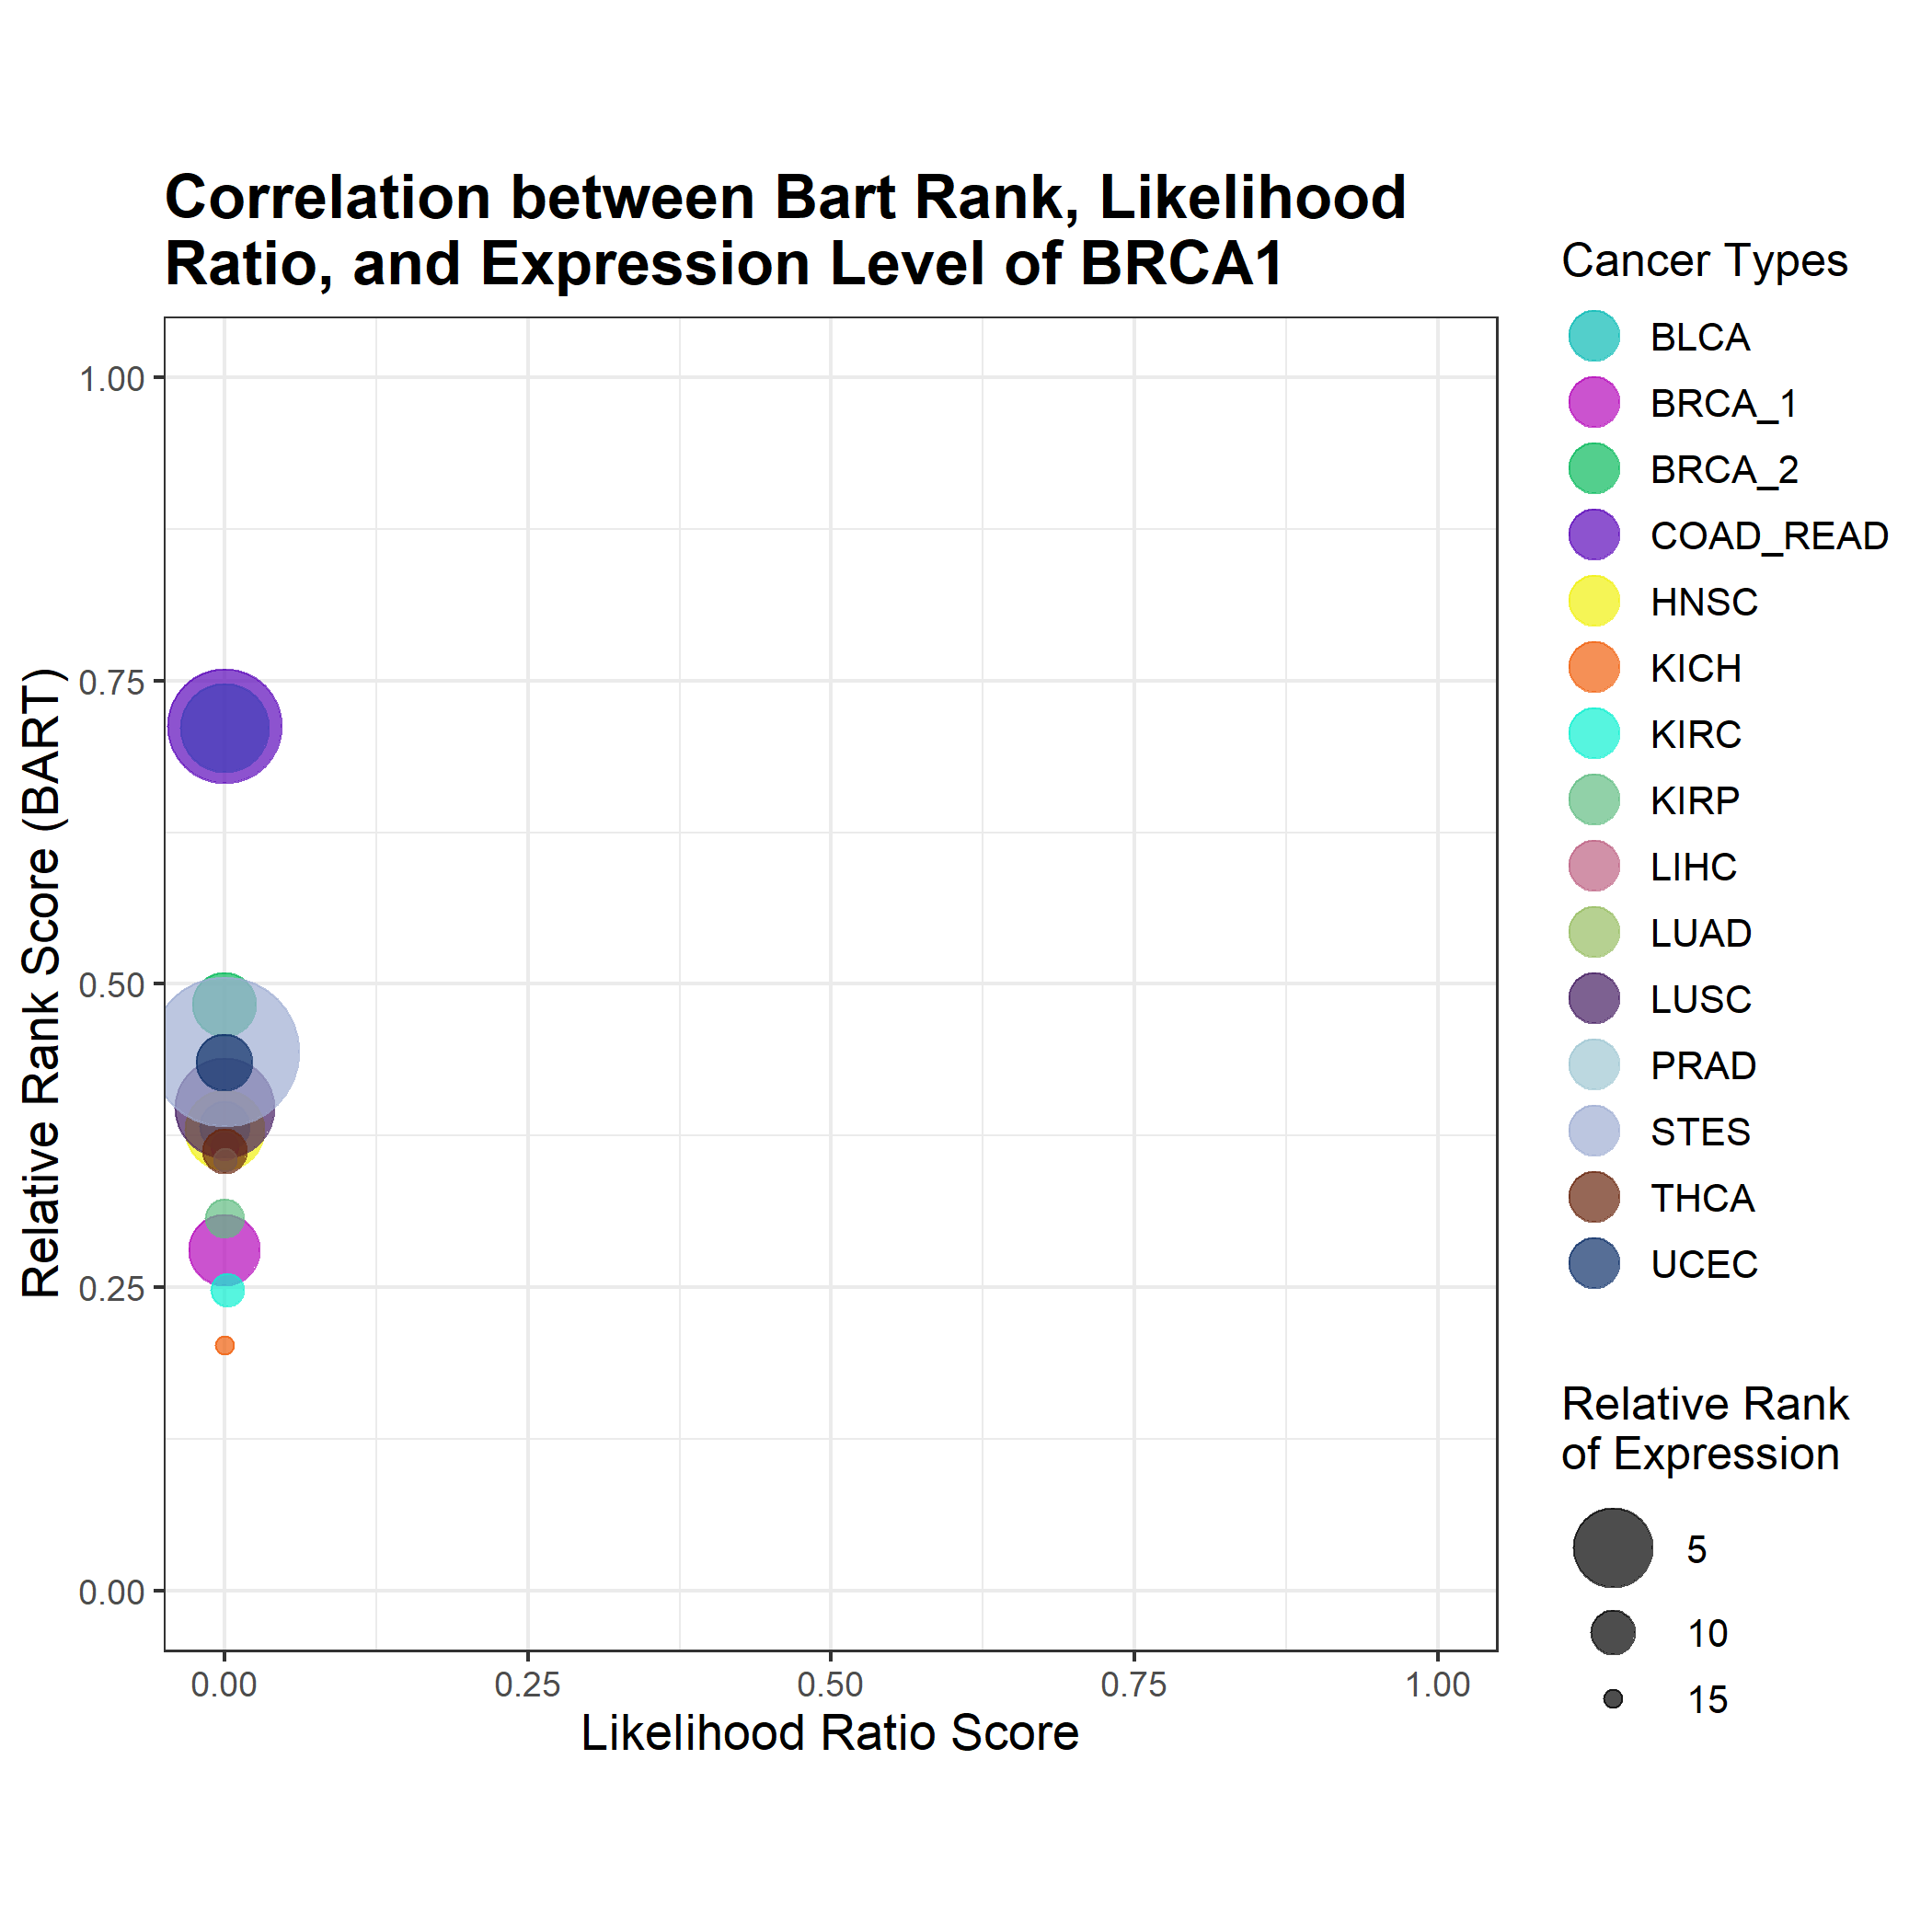 Correlation between Bart Rank, Likelihood
Ratio, and Expression Level of BRCA1
Relative Rank Score (BART)
1.00
0.75
0.50
0.25
0.00
0.00
0.25
0.50
0.75
1.00
Likelihood Ratio Score
Cancer Types
BLCA
BRCA_1
BRCA_2
COAD_READ
HNSC
KICH
KIRC
KIRP
LIHC
LUAD
LUSC
PRAD
STES
THCA
UCEC
Relative Rank
of Expression
5
10
15